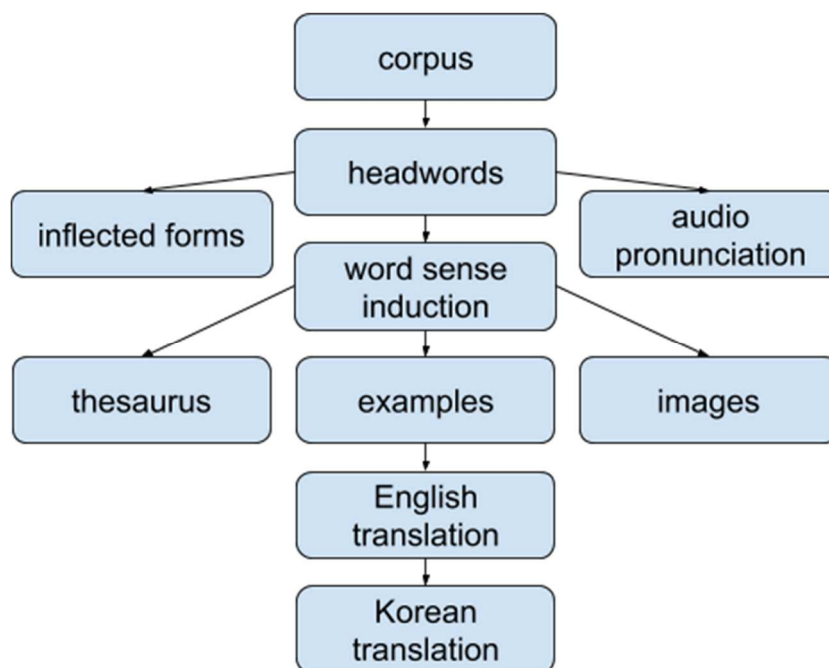 corpus
headwords
inflected forms
audio
pronunciation
word sense
induction
thesaurus
examples
images
English
translation
Korean
translation